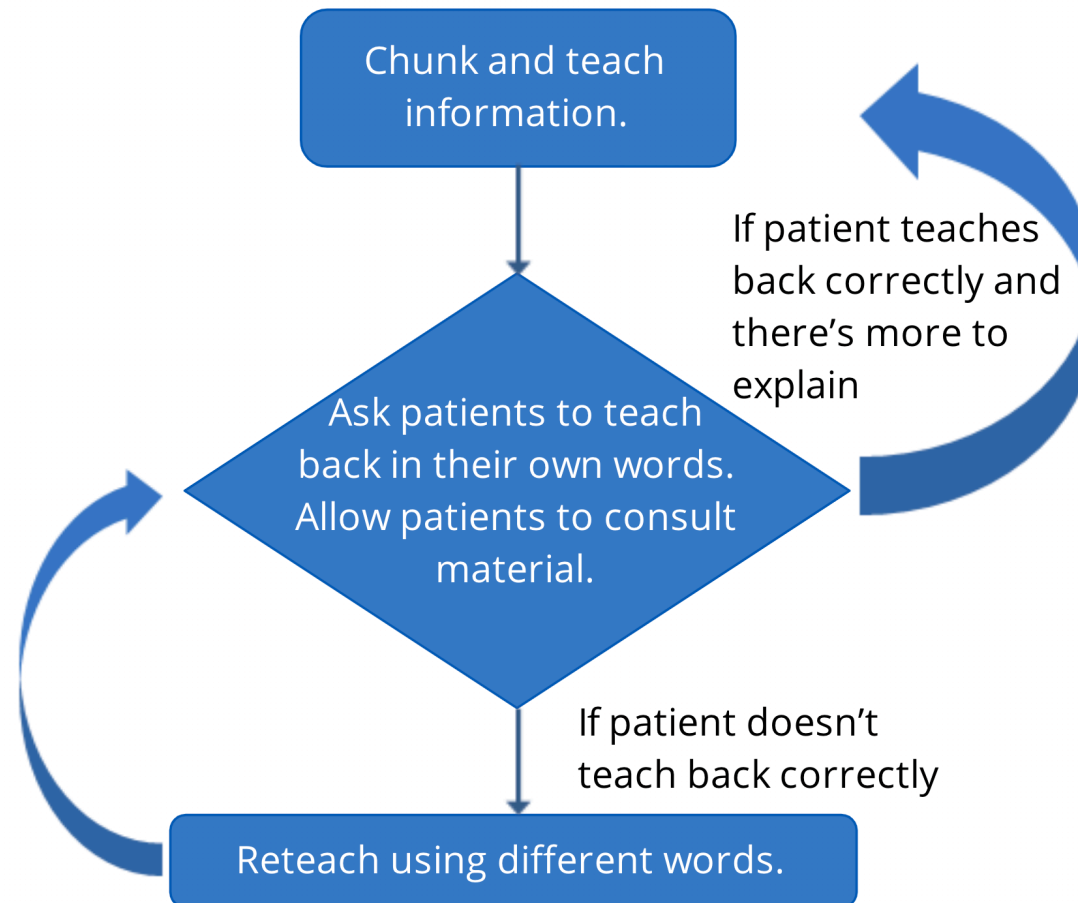 Chunk and teach
information.
If patient teaches
back correctly and
there’s more to
explain
Ask patients to teach
back in their own words.
Allow patients to consult
material.
If patient doesn’t
teach back correctly
Reteach using different words.